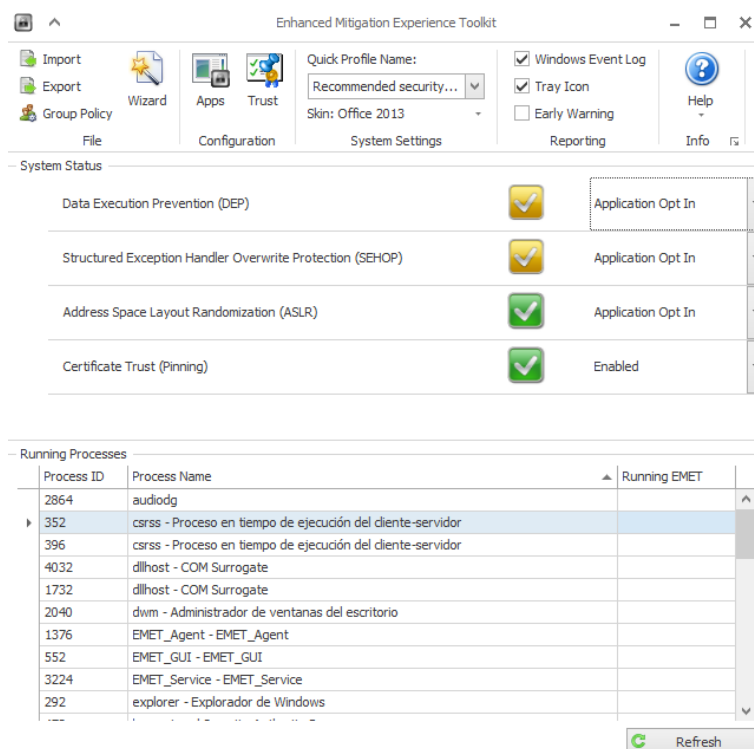 Enhanced Mitigation Experience Toolkit
Import
Export
Group Policy
Wizard
File
Apps
Trust
Configuration
Quick Profile Name:
Recommended security...
Skin: Office 2013
System Settings
Windows Event Log
Tray Icon
Early Warning
Reporting
Help
Info
System Status
Data Execution Prevention (DEP) Application Opt In
Structured Exception Handler Overwrite Protection (SEHOP) Application Opt In
Address Space Layout Randomization (ASLR) Application Opt In
Certificate Trust (Pinning) Enabled
Running Processes
Process ID Process Name Running EMET
2864 audiodg
352 csrss - Proceso en tiempo de ejecución del cliente-servidor
396 csrss - Proceso en tiempo de ejecución del cliente-servidor
4032 dllhost - COM Surrogate
1732 dllhost - COM Surrogate
2040 dwm - Administrador de ventanas del escritorio
1376 EMET_Agent - EMET_Agent
552 EMET_GUI - EMET_GUI
3224 EMET_Service - EMET_Service
292 explorer - Explorador de Windows
Refresh